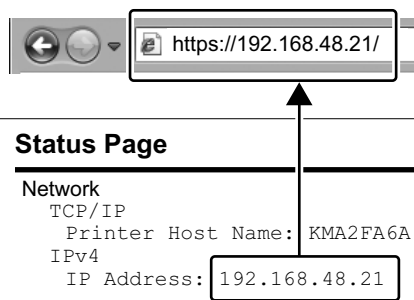 https://192.168.48.21/
Status Page
Network
TCP/IP
Printer Host Name: KMA2FA6A
IPv4
IP Address: 192.168.48.21